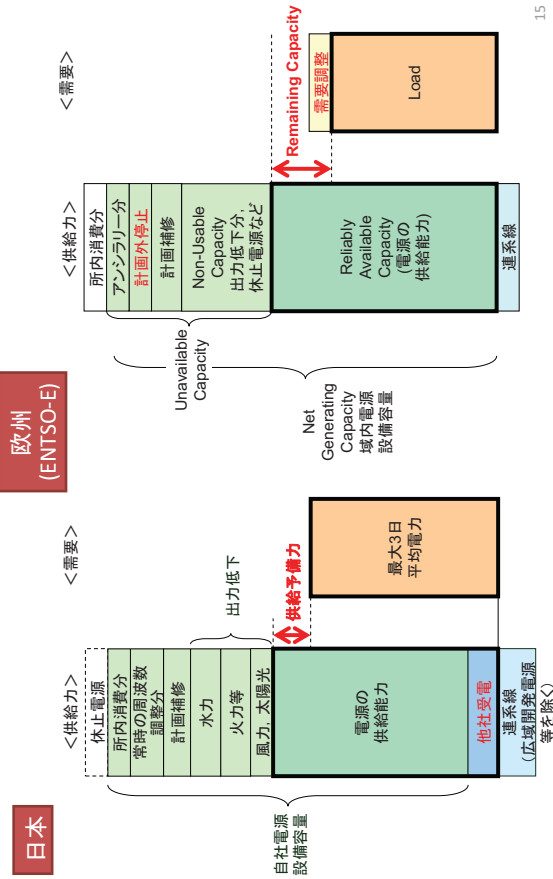 日本
<供給力>
<需要>
休止電源
所内消費分
常時の周波数
調整分
計画補修
水力
火力等
風力, 太陽光
出力低下
供給予備力
電源の
供給能力
最大3日
平均電力
他社受電
連系線
(広域開発電源
等を除く)
自社電源
設備容量
欧州
(ENTSO-E)
<供給力>
<需要>
所内消費分
アンシラリー分
計画外停止
計画補修
Non-Usable
Capacity
出力低下分,
休止電源など
Unavailable
Capacity
Remaining Capacity
需要調整
Reliably
Available
Capacity
(電源の
供給能力)
Load
連系線
Net
Generating
Capacity
域内電源
設備容量
15